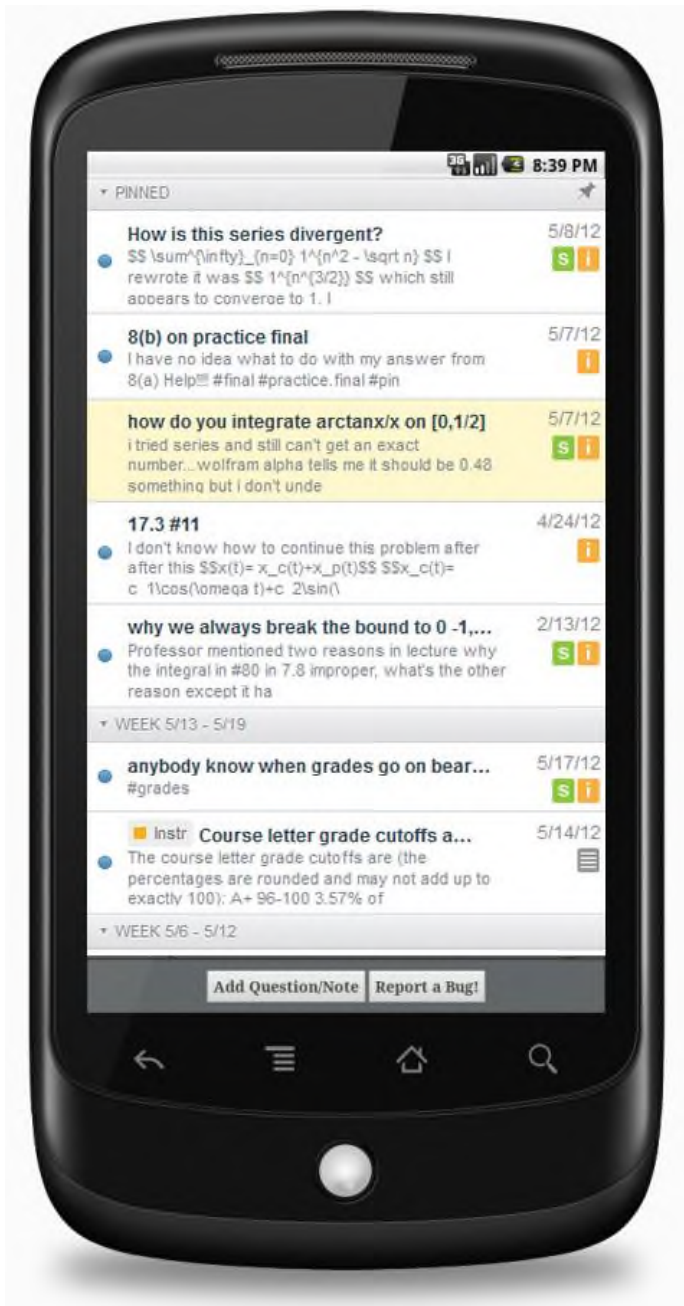 3G 8:39 PM
PINNED
How is this series divergent? 5/8/12
$$ \sum^{\infty}_{n=0} 1^{n^2 - \sqrt n} $$ I S i
rewrote it was $$ 1^{n^{3/2}} $$ which still
appears to converge to 1. I
8(b) on practice final 5/7/12
I have no idea what to do with my answer from i
8(a) Help!!! #final #practice.final #pin
how do you integrate arctanx/x on [0,1/2] 5/7/12
i tried series and still can't get an exact S i
number...wolfram alpha tells me it should be 0.48
something but i don't unde
17.3 #11 4/24/12
I don't know how to continue this problem after i
after this $$x(t)= x_c(t)+x_p(t)$$ $$x_c(t)=
c_1\cos(\omega t)+c_2\sin(\
why we always break the bound to 0 -1,... 2/13/12
Professor mentioned two reasons in lecture why S i
the integral in #80 in 7.8 improper, what's the other
reason except it ha
WEEK 5/13 - 5/19
anybody know when grades go on bear... 5/17/12
#grades S i
Instr Course letter grade cutoffs a... 5/14/12
The course letter grade cutoffs are (the
percentages are rounded and may not add up to
exactly 100): A+ 96-100 3.57% of
WEEK 5/6 - 5/12
Add Question/Note Report a Bug!